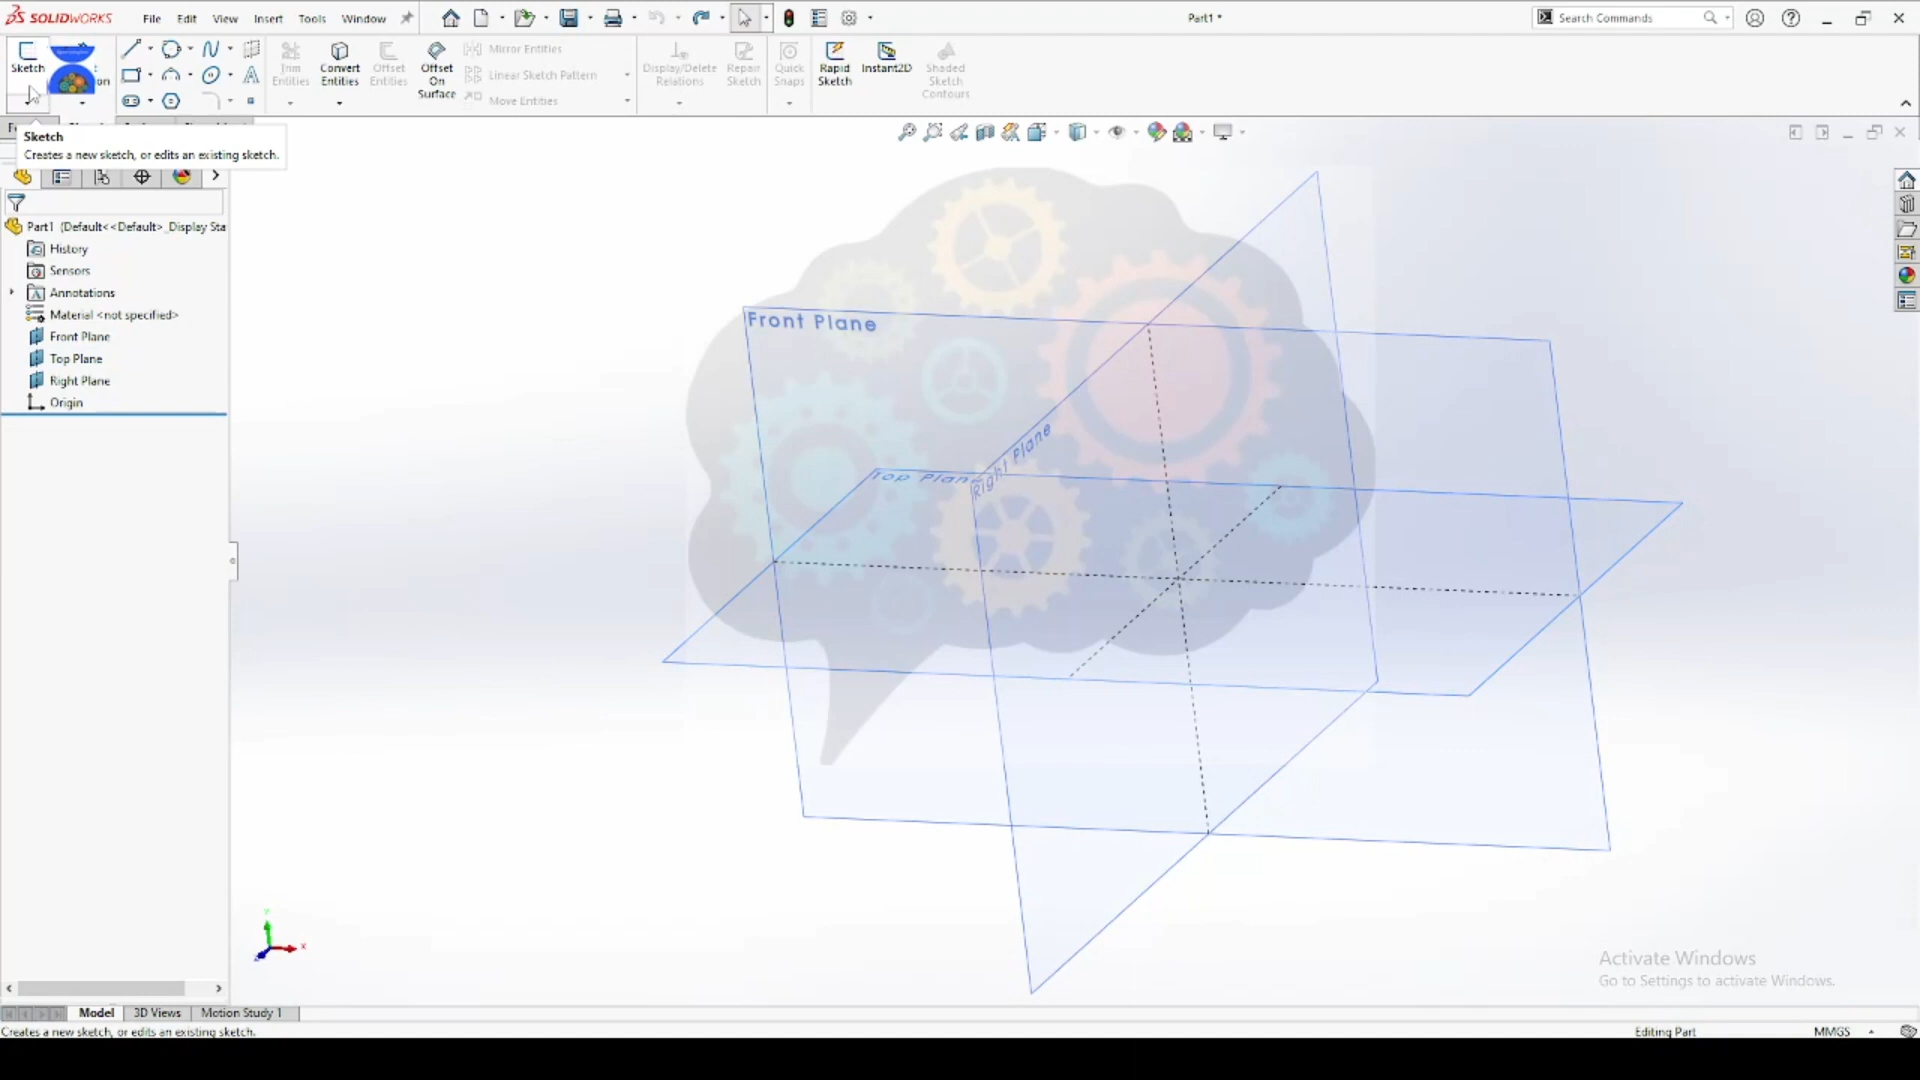 SOLIDWORKS File Edit View Insert Tools Window Part1 * Search Commands
Sketch
Trim Entities
Convert Entities
Offset Entities
Offset On Surface
Mirror Entities
Linear Sketch Pattern
Move Entities
Display/Delete Relations
Repair Sketch
Quick Snaps
Rapid Sketch
Instant2D
Shaded Sketch Contours
Sketch
Creates a new sketch, or edits an existing sketch.
Part1 (Default<<Default>_Display Sta
History
Sensors
Annotations
Material <not specified>
Front Plane
Top Plane
Right Plane
Origin
Front Plane
Top Plane
Right Plane
Y
X
Activate Windows
Go to Settings to activate Windows.
Model 3D Views Motion Study 1
Creates a new sketch, or edits an existing sketch. Editing Part MMGS